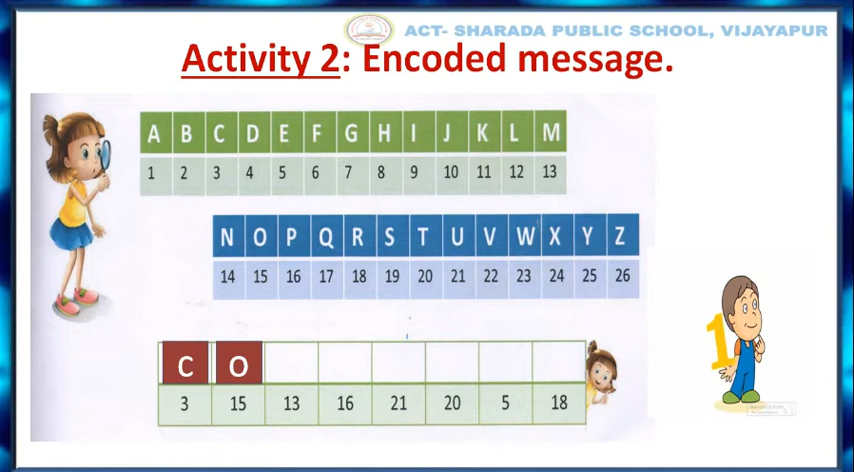 ACT- SHARADA PUBLIC SCHOOL, VIJAYAPUR
Activity 2: Encoded message.
A B C D E F G H I J K L M
1 2 3 4 5 6 7 8 9 10 11 12 13
N O P Q R S T U V W X Y Z
14 15 16 17 18 19 20 21 22 23 24 25 26
C O
3 15 13 16 21 20 5 18
1